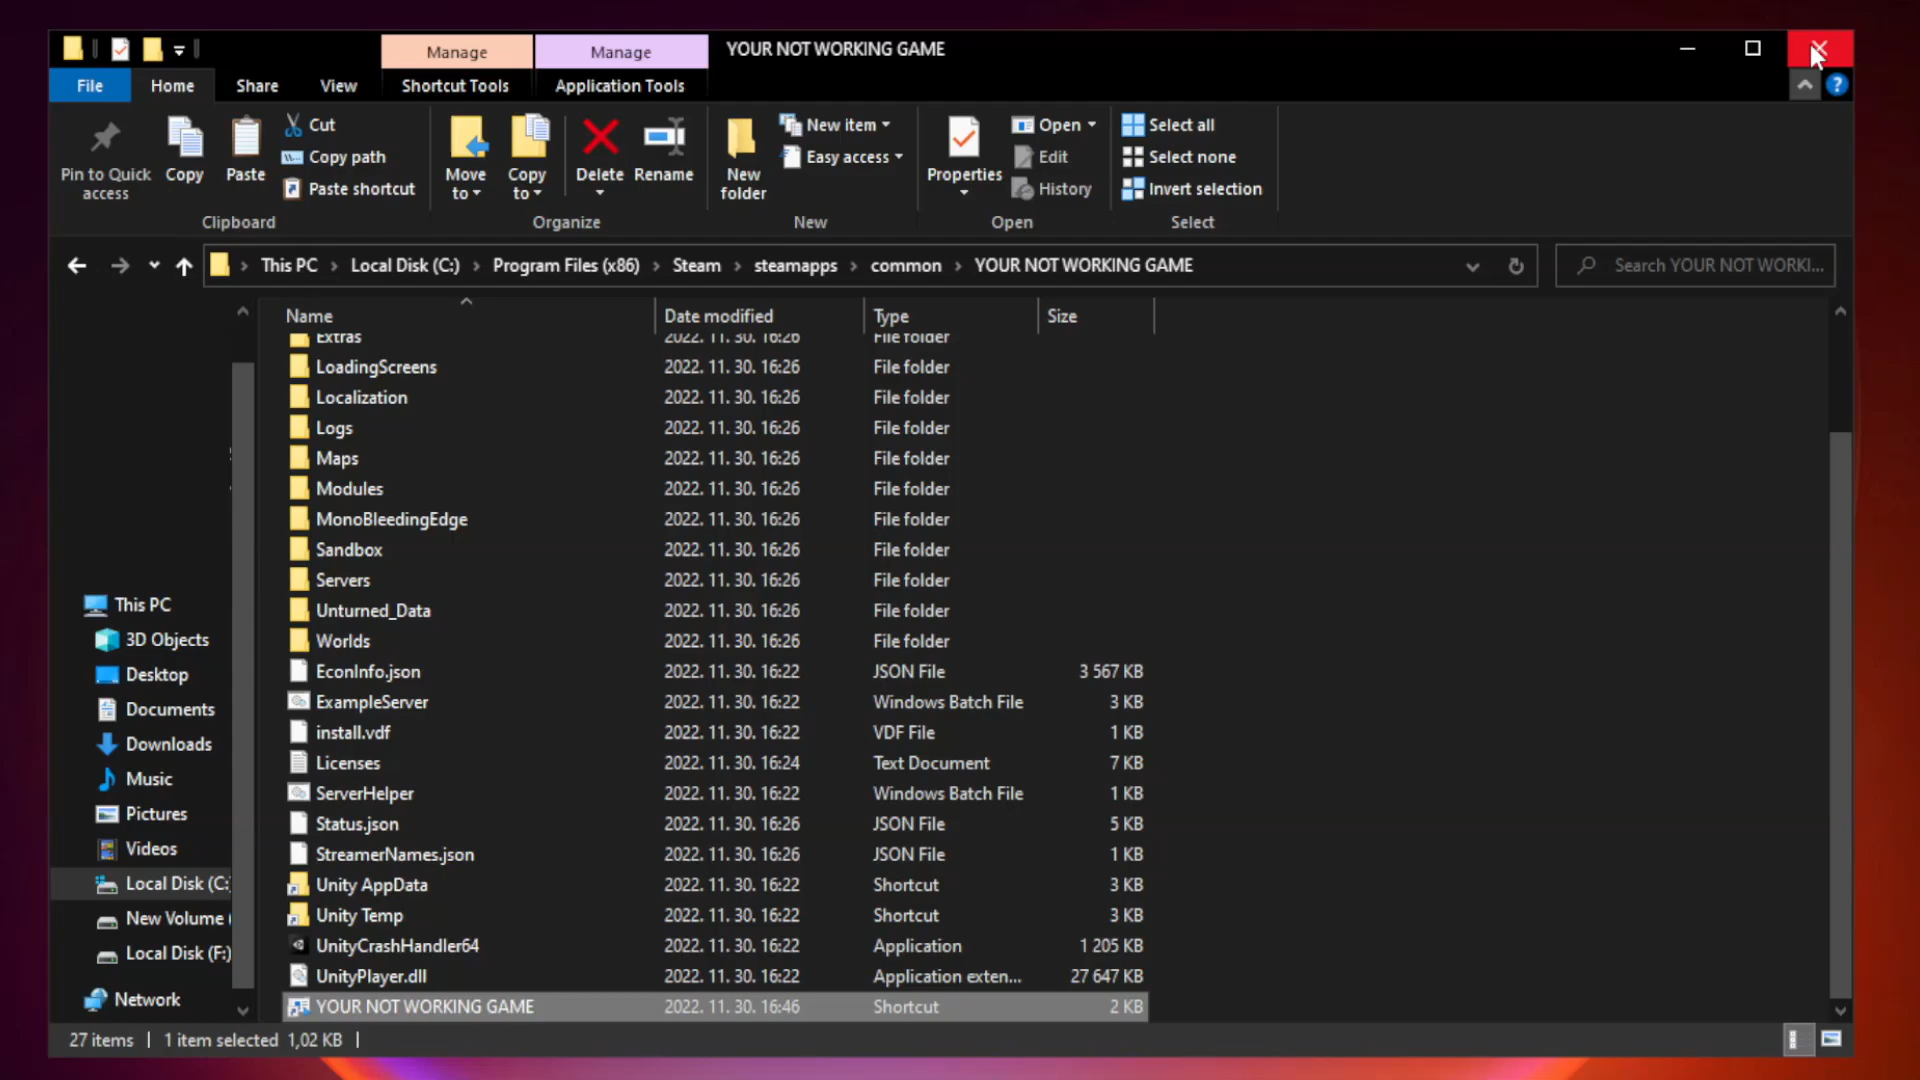 Manage
Manage
YOUR NOT WORKING GAME
File
Home
Share
View
Shortcut Tools
Application Tools
Pin to Quick access
Copy
Paste
Cut
Copy path
Paste shortcut
Clipboard
Move to
Copy to
Delete
Rename
Organize
New folder
New item
Easy access
New
Properties
Open
Edit
History
Open
Select all
Select none
Invert selection
Select
This PC > Local Disk (C:) > Program Files (x86) > Steam > steamapps > common > YOUR NOT WORKING GAME
Search YOUR NOT WORKI...
Name Date modified Type Size
Extras 2022. 11. 30. 16:26 File folder
LoadingScreens 2022. 11. 30. 16:26 File folder
Localization 2022. 11. 30. 16:26 File folder
Logs 2022. 11. 30. 16:26 File folder
Maps 2022. 11. 30. 16:26 File folder
Modules 2022. 11. 30. 16:26 File folder
MonoBleedingEdge 2022. 11. 30. 16:26 File folder
Sandbox 2022. 11. 30. 16:26 File folder
Servers 2022. 11. 30. 16:26 File folder
Unturned_Data 2022. 11. 30. 16:26 File folder
Worlds 2022. 11. 30. 16:26 File folder
EconInfo.json 2022. 11. 30. 16:22 JSON File 3 567 KB
ExampleServer 2022. 11. 30. 16:22 Windows Batch File 3 KB
install.vdf 2022. 11. 30. 16:22 VDF File 1 KB
Licenses 2022. 11. 30. 16:24 Text Document 7 KB
ServerHelper 2022. 11. 30. 16:22 Windows Batch File 1 KB
Status.json 2022. 11. 30. 16:26 JSON File 5 KB
StreamerNames.json 2022. 11. 30. 16:26 JSON File 1 KB
Unity AppData 2022. 11. 30. 16:22 Shortcut 3 KB
Unity Temp 2022. 11. 30. 16:22 Shortcut 3 KB
UnityCrashHandler64 2022. 11. 30. 16:22 Application 1 205 KB
UnityPlayer.dll 2022. 11. 30. 16:22 Application exten... 27 647 KB
YOUR NOT WORKING GAME 2022. 11. 30. 16:46 Shortcut 2 KB
This PC
3D Objects
Desktop
Documents
Downloads
Music
Pictures
Videos
Local Disk (C:)
New Volume (
Local Disk (F:)
Network
27 items | 1 item selected 1,02 KB |